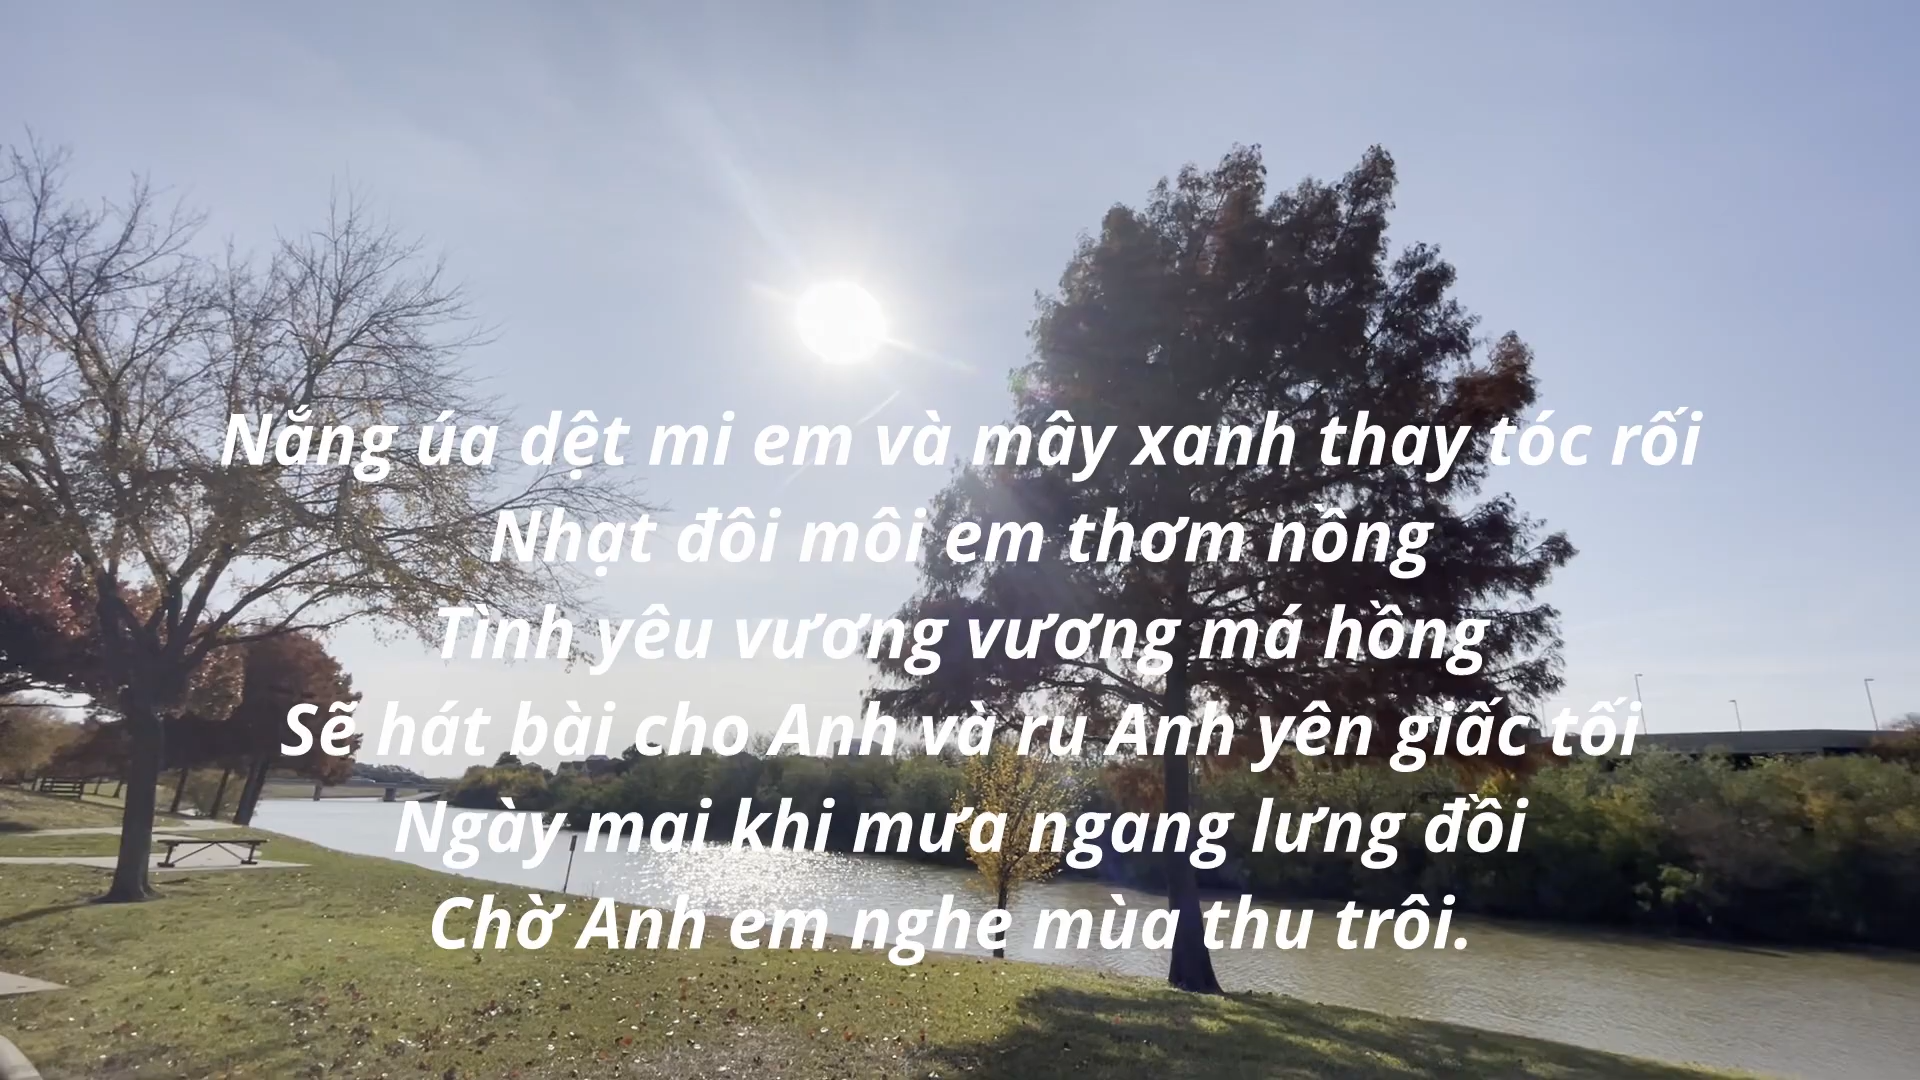 Nắng úa dệt mi em và mây xanh thay tóc rối
Nhạt đôi môi em thơm nồng
Tình yêu vương vương má hồng
Sẽ hát bài cho Anh và ru Anh yên giấc tối
Ngày mai khi mưa ngang lưng đồi
Chờ Anh em nghe mùa thu trôi.